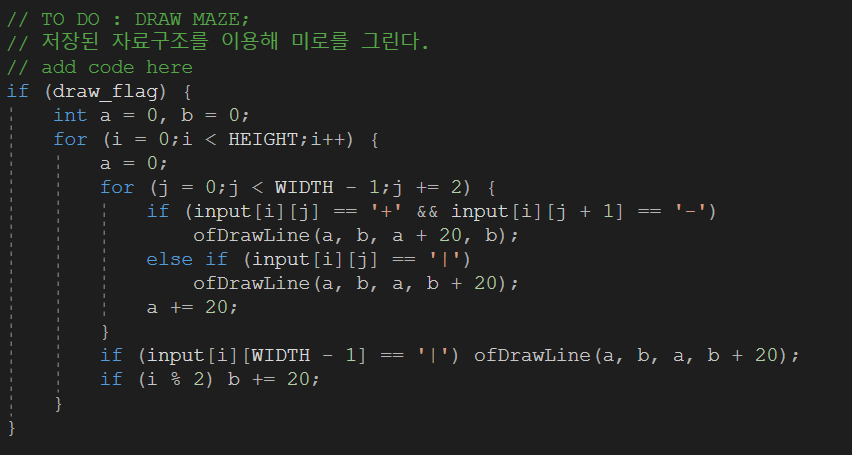 // TO DO : DRAW MAZE;
// 저장된 자료구조를 이용해 미로를 그린다.
// add code here
if (draw_flag) {
    int a = 0, b = 0;
    for (i = 0;i < HEIGHT;i++) {
        a = 0;
        for (j = 0;j < WIDTH - 1;j += 2) {
            if (input[i][j] == '+' && input[i][j + 1] == '-')
                ofDrawLine(a, b, a + 20, b);
            else if (input[i][j] == '|')
                ofDrawLine(a, b, a, b + 20);
            a += 20;
        }
        if (input[i][WIDTH - 1] == '|') ofDrawLine(a, b, a, b + 20);
        if (i % 2) b += 20;
    }
}